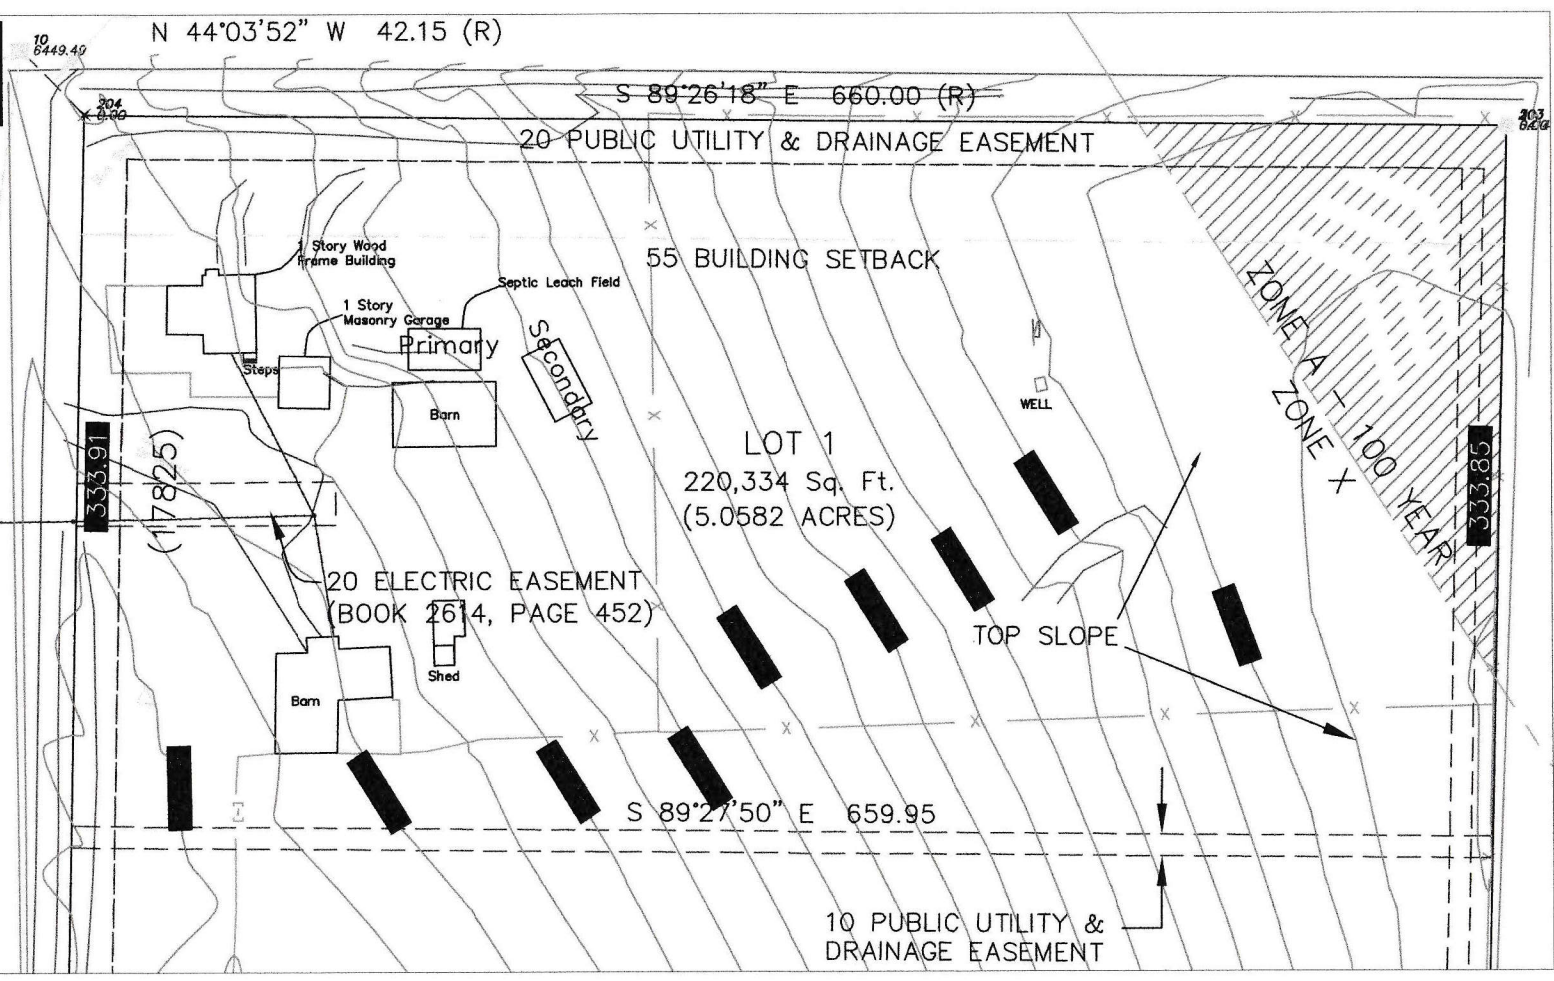 N 44°03'52" W 42.15 (R)
10
6449.49
204
0.00
S 89°26'18" E 660.00 (R)
203
20 PUBLIC UTILITY & DRAINAGE EASEMENT
1 Story Wood
Frame Building
55 BUILDING SETBACK
Septic Leach Field
1 Story
Masonry Garage
Primary
Secondary
Steps
Barn
WELL
ZONE A - 100 YEAR
ZONE X
LOT 1
220,334 Sq. Ft.
(5.0582 ACRES)
333.91
(17825)
333.85
20 ELECTRIC EASEMENT
(BOOK 2614, PAGE 452)
TOP SLOPE
Shed
Barn
S 89°27'50" E 659.95
10 PUBLIC UTILITY &
DRAINAGE EASEMENT